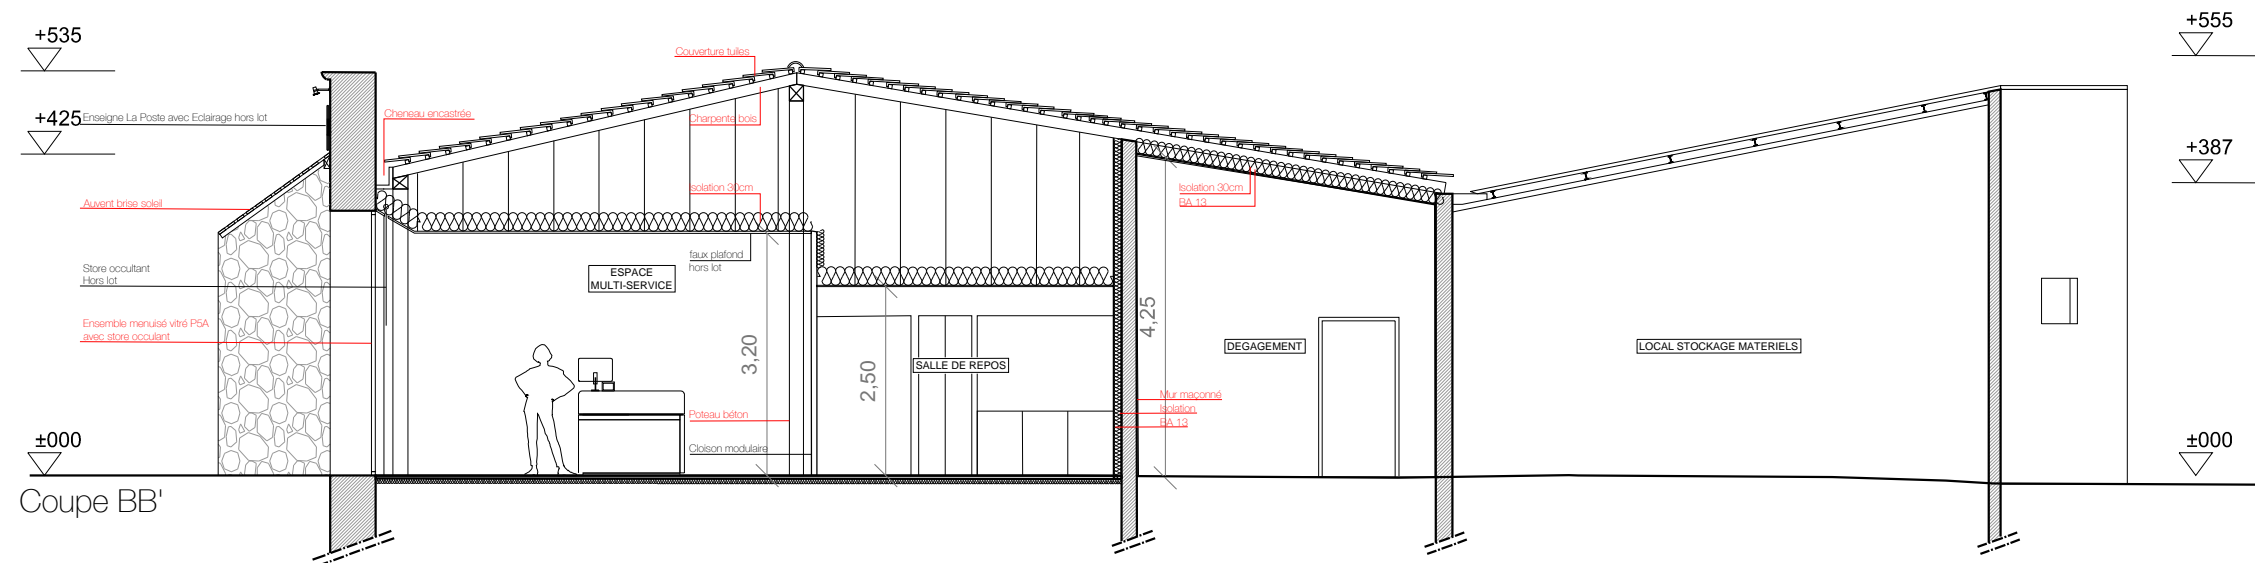 +535
+555
Couverture tuiles
+425
Enseigne La Poste avec Eclairage hors lot
Cheneau encastrée
Charpente bois
+387
Auvent brise soleil
Isolation 30cm
Isolation 30cm
BA 13
Store occultant
Hors lot
faux plafond
hors lot
ESPACE
MULTI-SERVICE
Ensemble menuisé vitré P5A
avec store occulant
3,20
2,50
4,25
SALLE DE REPOS
DEGAGEMENT
LOCAL STOCKAGE MATERIELS
Mur maçonné
Isolation
BA 13
Poteau béton
Cloison modulaire
±000
±000
Coupe BB'